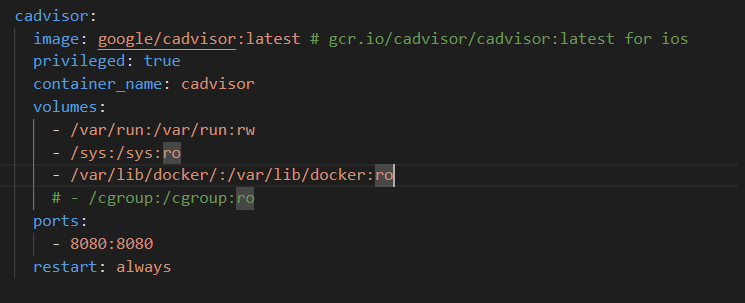 cadvisor:
image: google/cadvisor:latest # gcr.io/cadvisor/cadvisor:latest for ios
privileged: true
container_name: cadvisor
volumes:
- /var/run:/var/run:rw
- /sys:/sys:ro
- /var/lib/docker/:/var/lib/docker:ro
# - /cgroup:/cgroup:ro
ports:
- 8080:8080
restart: always